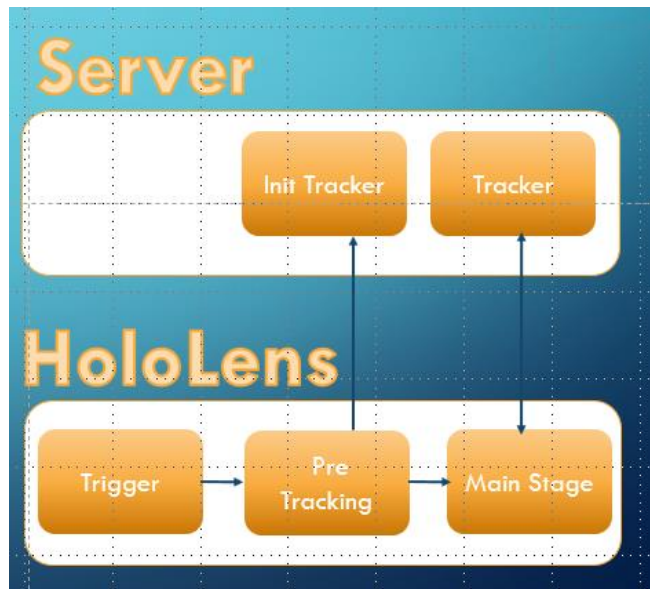 Server
Init Tracker
Tracker
HoloLens
Trigger
Pre
Tracking
Main Stage